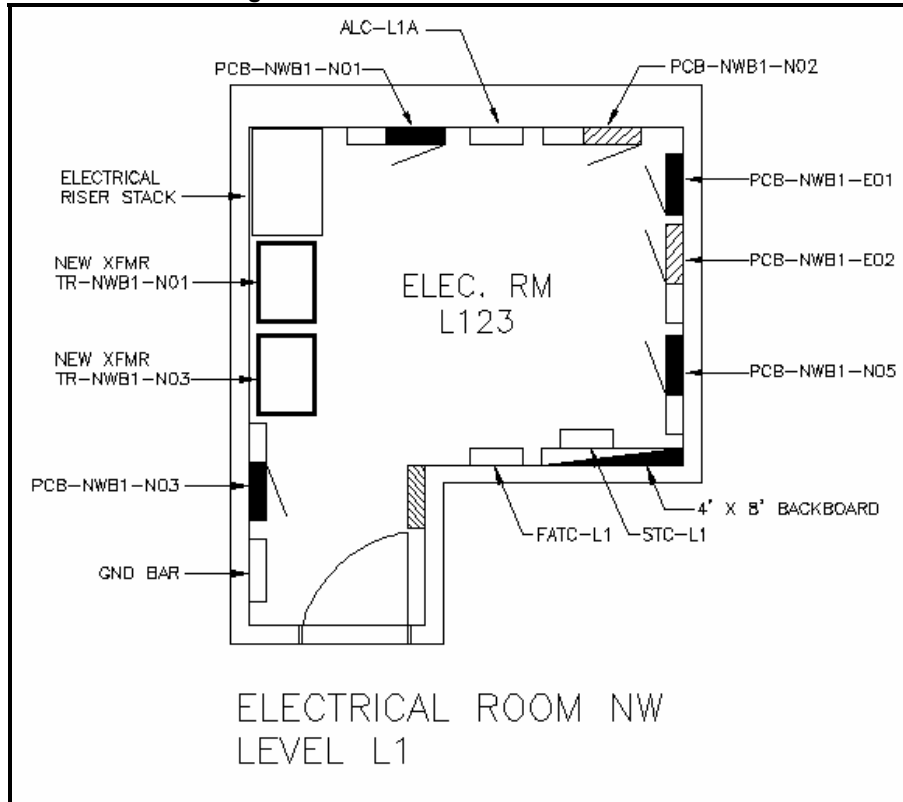 ALC-L1A
PCB-NWB1-N01
PCB-NWB1-N02
ELECTRICAL
RISER STACK
PCB-NWB1-E01
NEW XFMR
TR-NWB1-N01
PCB-NWB1-E02
ELEC. RM
L123
NEW XFMR
TR-NWB1-N03
PCB-NWB1-N05
PCB-NWB1-N03
4' X 8' BACKBOARD
FATC-L1
STC-L1
GND BAR
ELECTRICAL ROOM NW
LEVEL L1